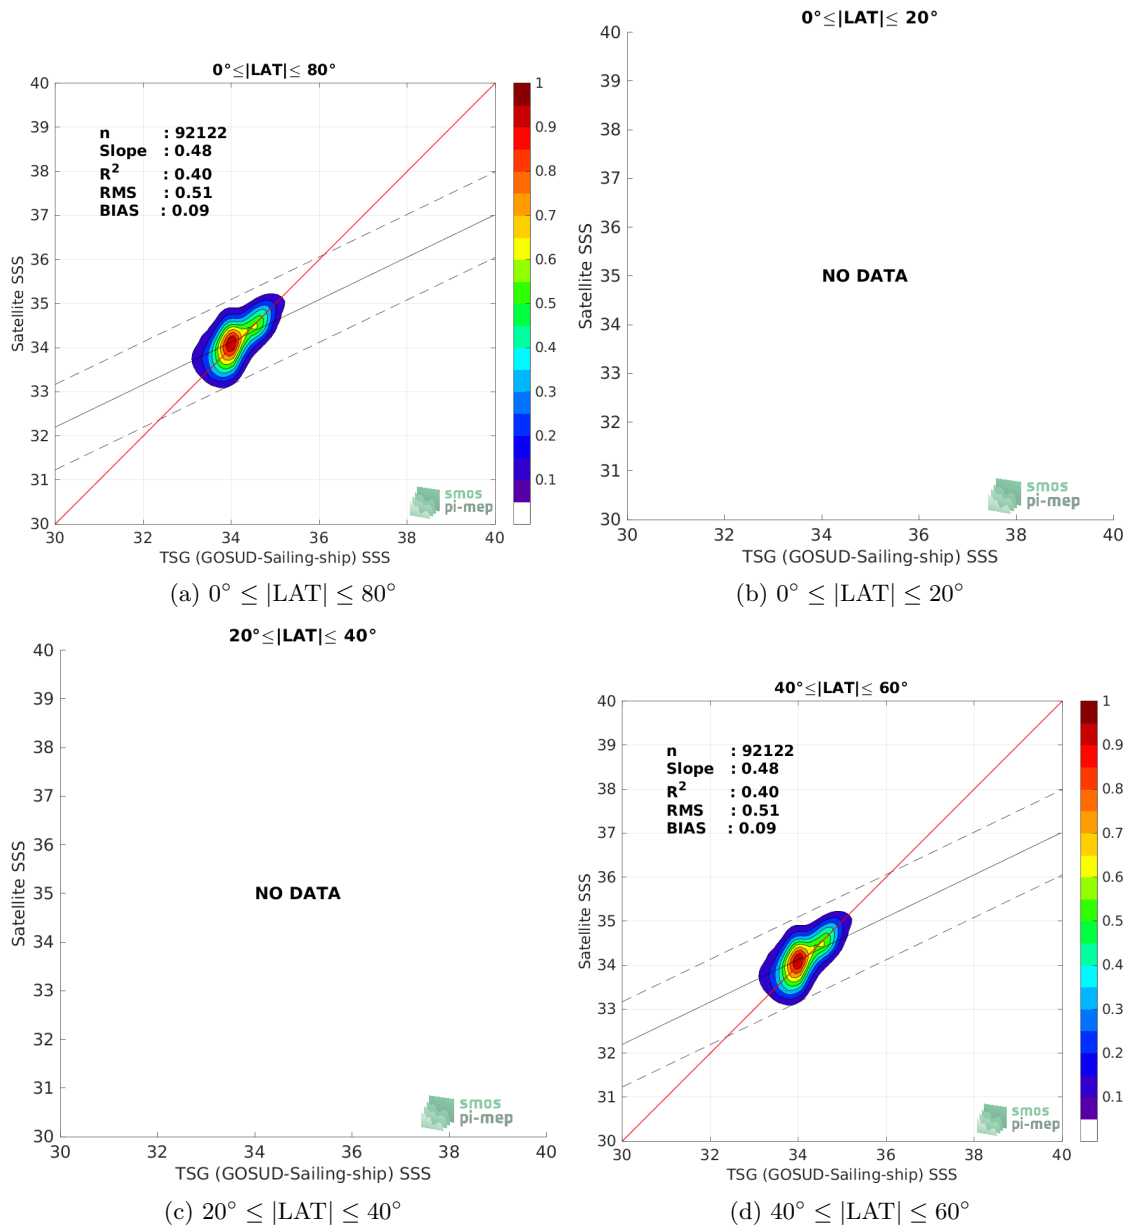 0°≤|LAT|≤ 80°
40
39
38
37
36
35
34
33
32
31
30
Satellite SSS
n : 92122
Slope : 0.48
R² : 0.40
RMS : 0.51
BIAS : 0.09
smos
pi-mep
30 32 34 36 38 40
TSG (GOSUD-Sailing-ship) SSS
1
0.9
0.8
0.7
0.6
0.5
0.4
0.3
0.2
0.1
(a) 0° ≤ |LAT| ≤ 80°
0°≤|LAT|≤ 20°
40
39
38
37
36
35
34
33
32
31
30
Satellite SSS
NO DATA
smos
pi-mep
30 32 34 36 38 40
TSG (GOSUD-Sailing-ship) SSS
(b) 0° ≤ |LAT| ≤ 20°
20°≤|LAT|≤ 40°
40
39
38
37
36
35
34
33
32
31
30
Satellite SSS
NO DATA
smos
pi-mep
30 32 34 36 38 40
TSG (GOSUD-Sailing-ship) SSS
(c) 20° ≤ |LAT| ≤ 40°
40°≤|LAT|≤ 60°
40
39
38
37
36
35
34
33
32
31
30
Satellite SSS
n : 92122
Slope : 0.48
R² : 0.40
RMS : 0.51
BIAS : 0.09
smos
pi-mep
30 32 34 36 38 40
TSG (GOSUD-Sailing-ship) SSS
1
0.9
0.8
0.7
0.6
0.5
0.4
0.3
0.2
0.1
(d) 40° ≤ |LAT| ≤ 60°